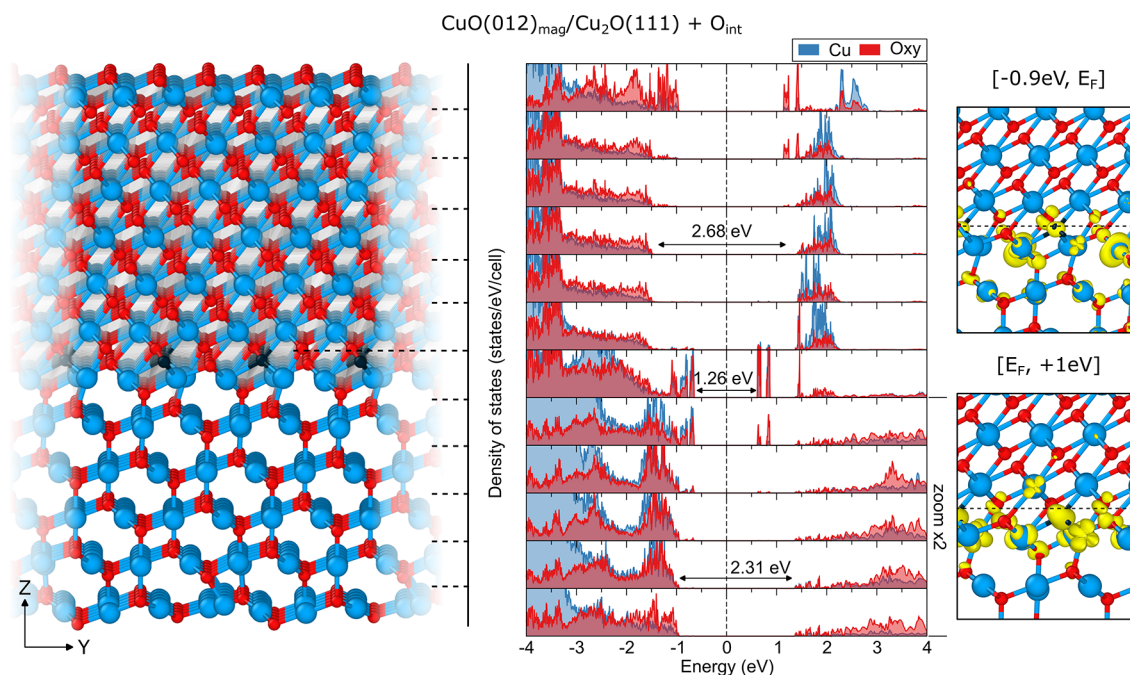 CuO(012)mag/Cu2O(111) + Oint
Cu Oxy
[-0.9eV, EF]
2.68 eV
1.26 eV
2.31 eV
[EF, +1eV]
Density of states (states/eV/cell)
zoom x2
-4 -3 -2 -1 0 1 2 3 4
Energy (eV)
Z
Y